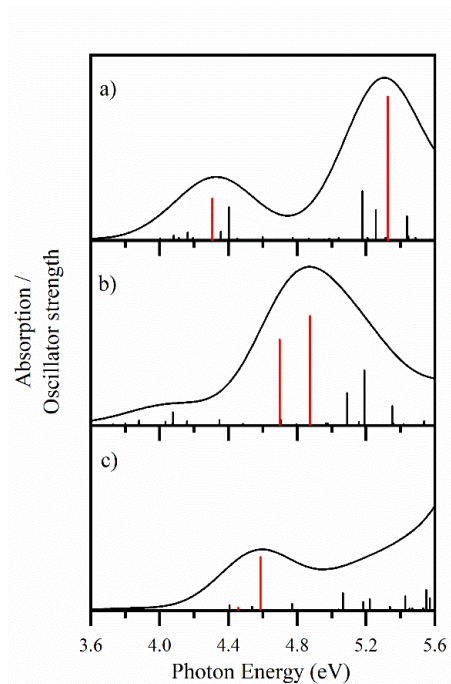 a)
b)
c)
Absorption /
Oscillator strength
3.6 4.0 4.4 4.8 5.2 5.6
Photon Energy (eV)